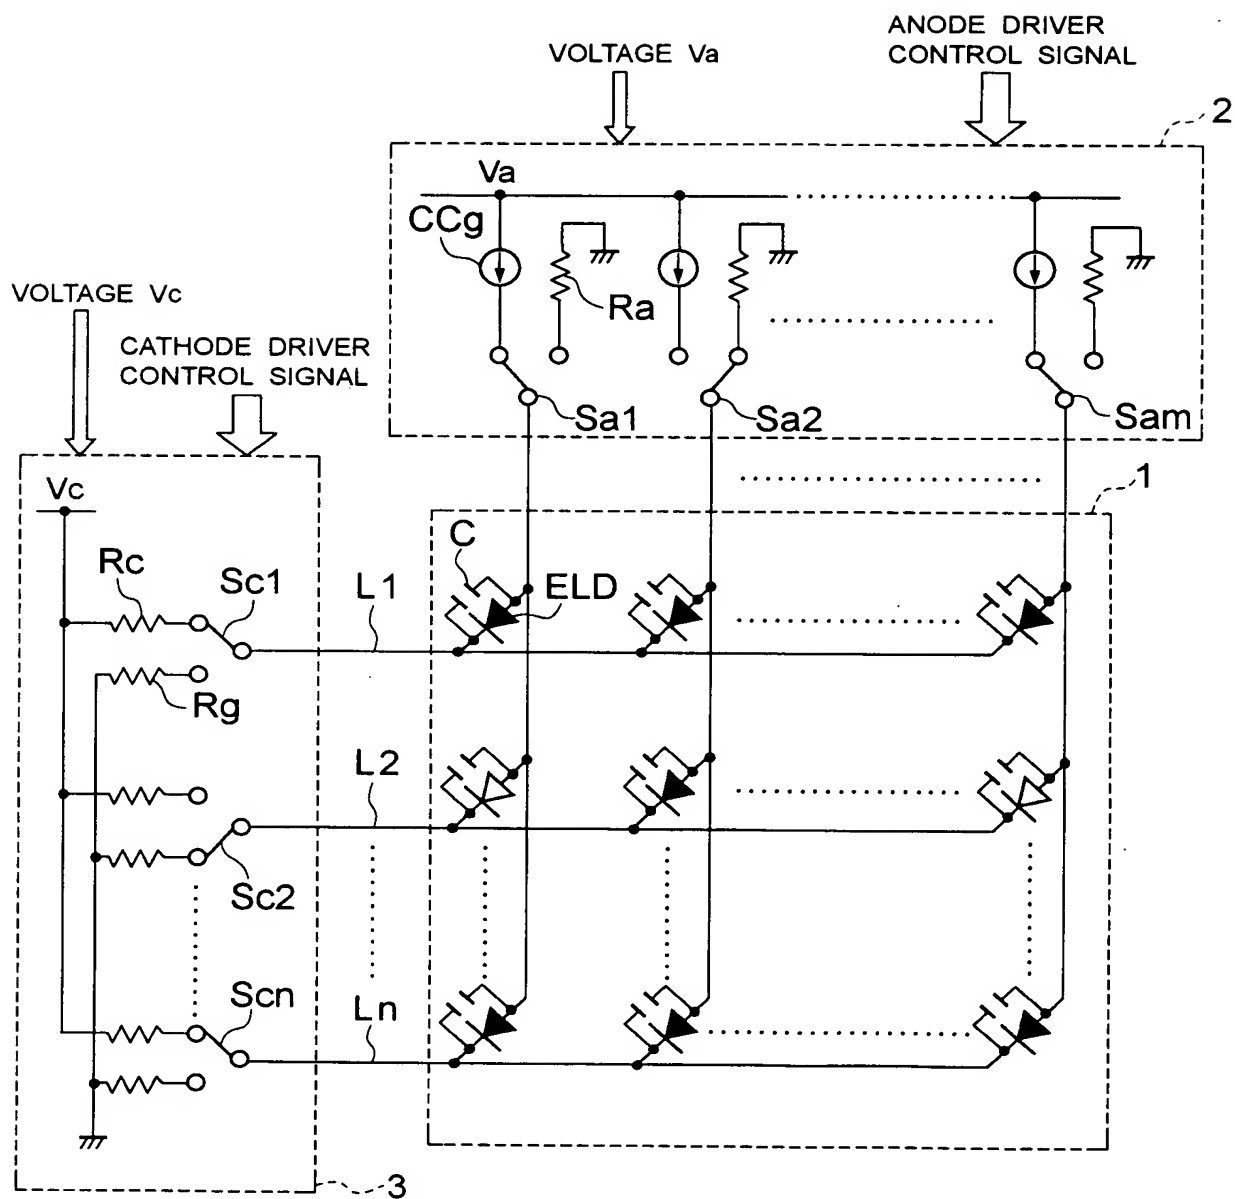 ANODE DRIVER
CONTROL SIGNAL
VOLTAGE Va
2
Va
CCg
Ra
VOLTAGE Vc
CATHODE DRIVER
CONTROL SIGNAL
Sa1
Sa2
Sam
1
Vc
C
Rc
Sc1
L1
ELD
Rg
L2
Sc2
Scn
Ln
3